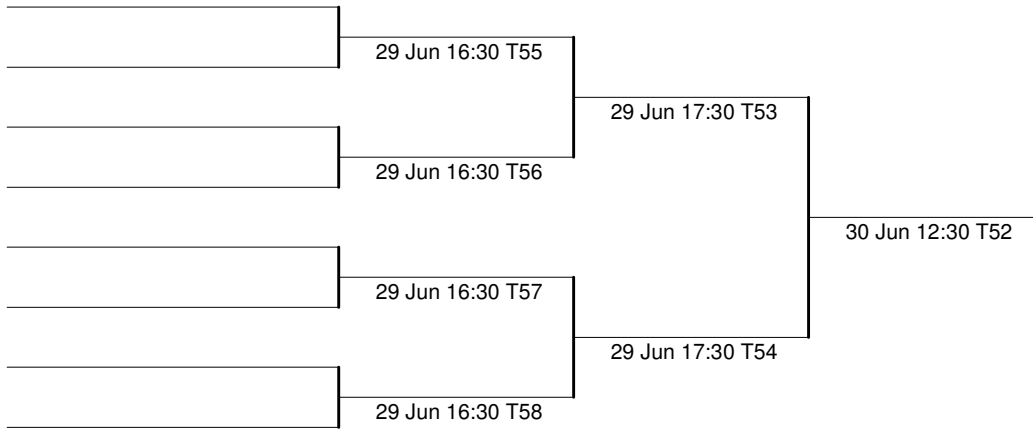 29 Jun 16:30 T55
29 Jun 17:30 T53
29 Jun 16:30 T56
30 Jun 12:30 T52
29 Jun 16:30 T57
29 Jun 17:30 T54
29 Jun 16:30 T58